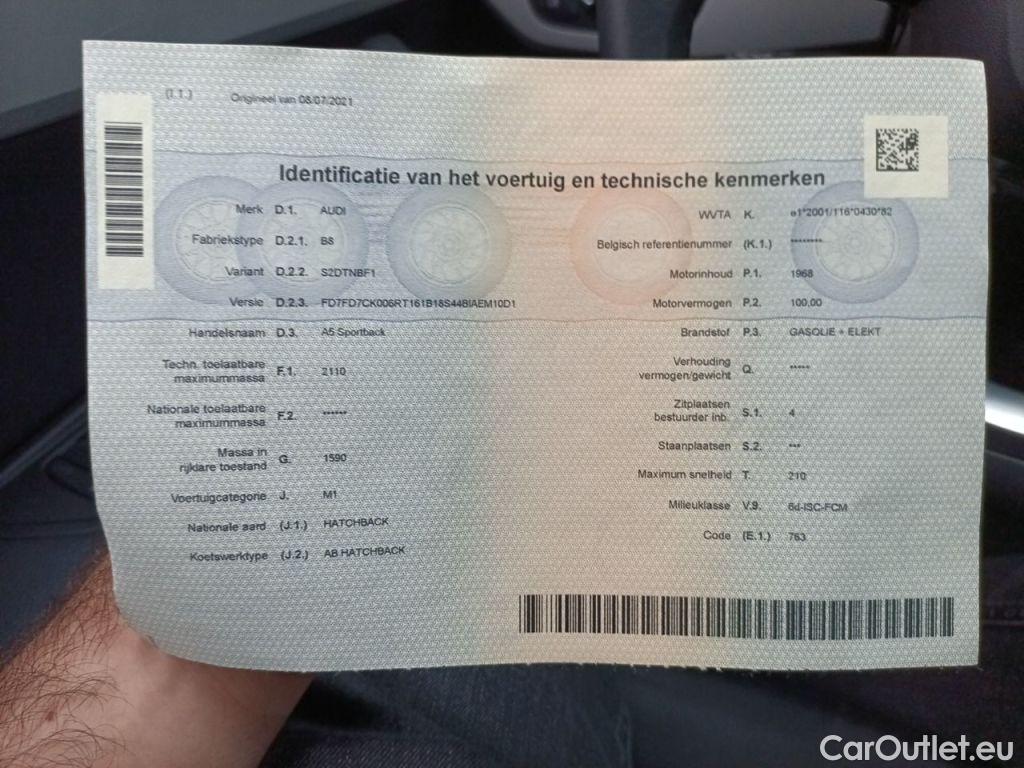 (I.1.) Origineel van 08/07/2021
Identificatie van het voertuig en technische kenmerken
Merk D.1. AUDI
Fabriekstype D.2.1. B8
Variant D.2.2. S2DTNBF1
Versie D.2.3. FD7FD7CK006RT161B18S44BIAEM10D1
Handelsnaam D.3. A5 Sportback
Techn. toelaatbare
maximummassa F.1. 2110
Nationale toelaatbare
maximummassa F.2. ******
Massa in
rijklare toestand G. 1590
Voertuigcategorie J. M1
Nationale aard (J.1.) HATCHBACK
Koetswerktype (J.2.) AB HATCHBACK
WVTA K. e1*2001/116*0430*82
Belgisch referentienummer (K.1.) ********
Motorinhoud P.1. 1968
Motorvermogen P.2. 100,00
Brandstof P.3. GASOLIE + ELEKT
Verhouding
vermogen/gewicht Q. *****
Zitplaatsen
bestuurder inb. S.1. 4
Staanplaatsen S.2. ***
Maximum snelheid T. 210
Milieuklasse V.9. 6d-ISC-FCM
Code (E.1.) 763
CarOutlet.eu